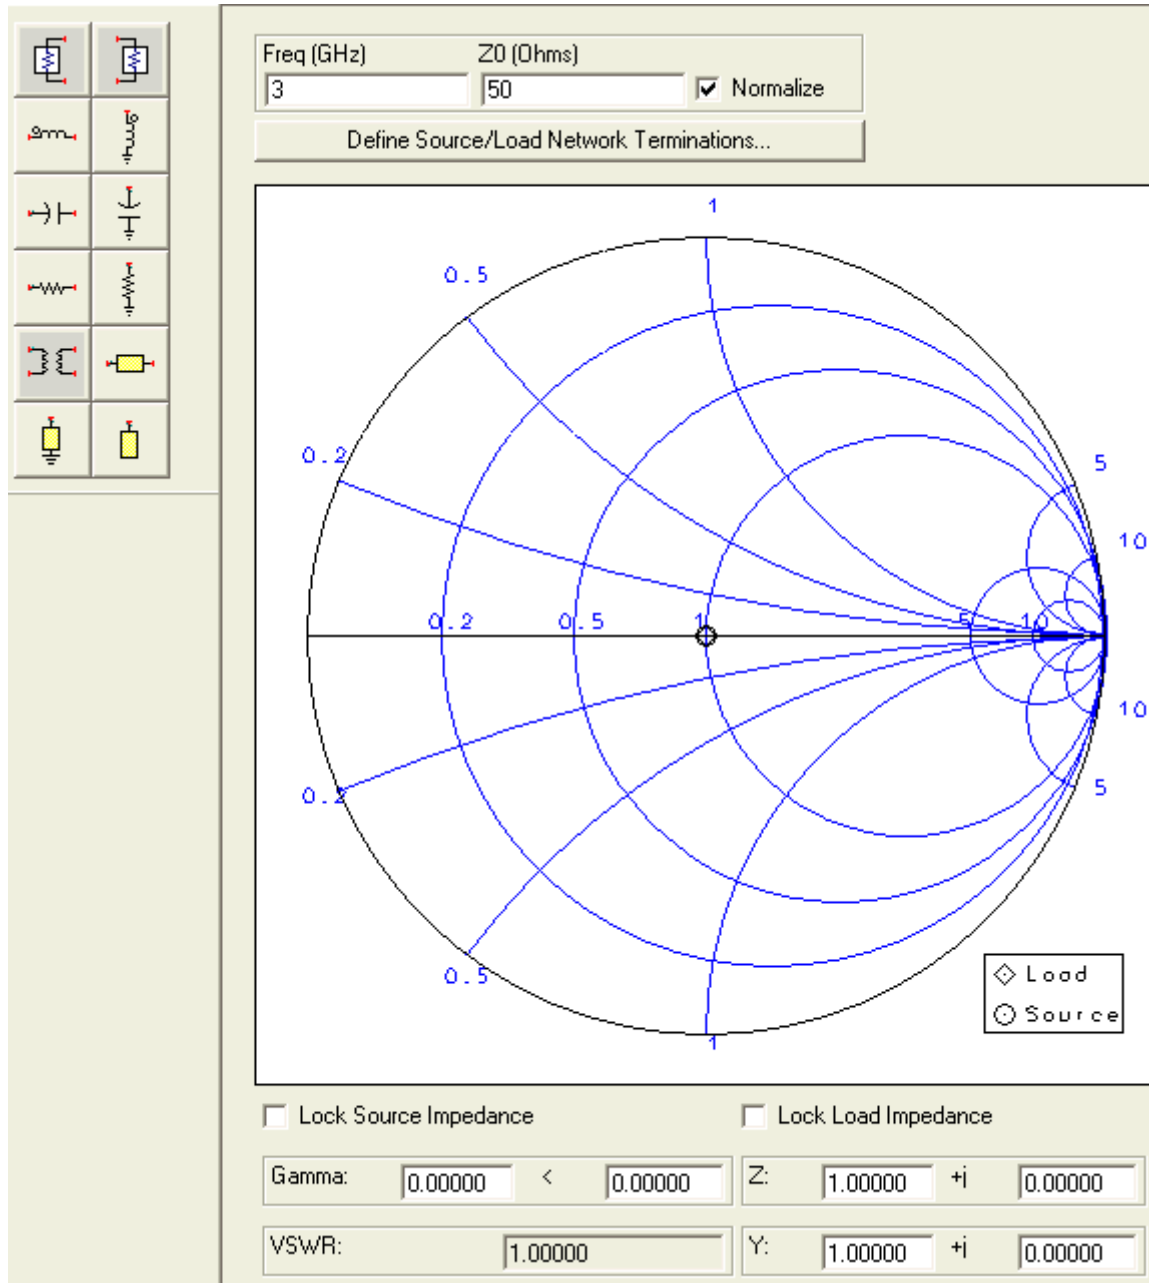 Freq (GHz) Z0 (Ohms)
3 50 Normalize
Define Source/Load Network Terminations...
1
0.5
0.2 5
10
0.2 0.5 1 5 10
10
0.2 5
0.5
1
Load
Source
Lock Source Impedance Lock Load Impedance
Gamma: 0.00000 < 0.00000 Z: 1.00000 +j 0.00000
VSWR: 1.00000 Y: 1.00000 +j 0.00000